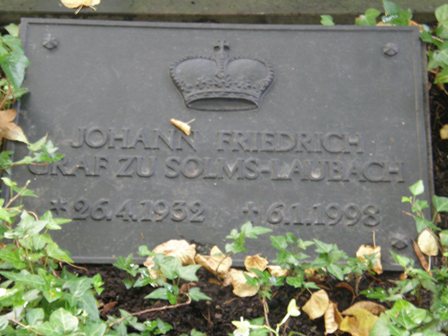 JOHANN FRIEDRICH
GRAF ZU SOLMS-LAUBACH
* 26.4.1932 + 6.1.1998